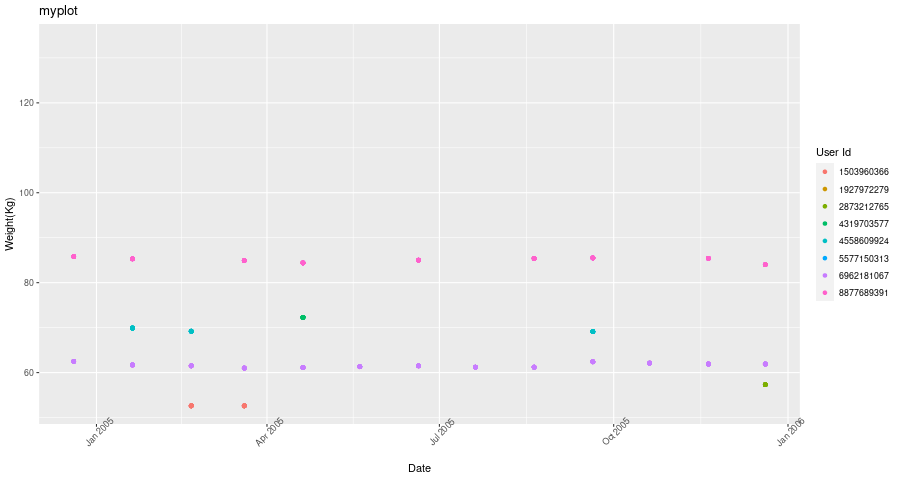 myplot
Weight(Kg)
120
100
80
60
Jan 2005
Apr 2005
Jul 2005
Oct 2005
Jan 2006
Date
User Id
1503960366
1927972279
2873212765
4319703577
4558609924
5577150313
6962181067
8877689391